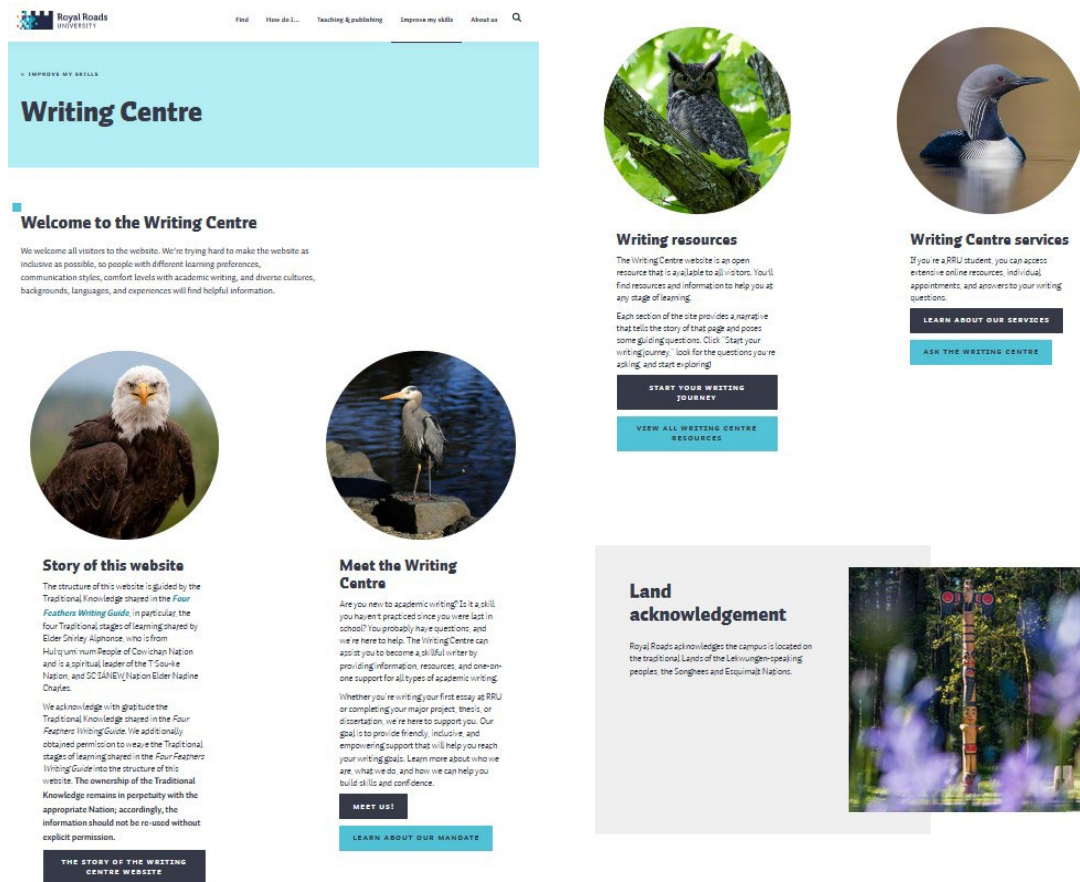 Royal Roads
UNIVERSITY
Find How do I... Teaching & publishing Improve my skills About us
< IMPROVE MY SKILLS
Writing Centre
Welcome to the Writing Centre
We welcome all visitors to the website. We're trying hard to make the website as
inclusive as possible, so people with different learning preferences,
communication styles, comfort levels with academic writing, and diverse cultures,
backgrounds, languages, and experiences will find helpful information.
Story of this website
The structure of this website is guided by the
Traditional Knowledge shared in the Four
Feathers Writing Guide, in particular, the
four Traditional stages of learning shared by
Elder Shirley Alphonse, who is from
People of Cowichan Nation
and is a spiritual leader of the T'Sou-ke
Nation, and Nation Elder Nadine
Charles.
We acknowledge with gratitude the
Traditional Knowledge shared in the Four
Feathers Writing Guide. We additionally
obtained permission to weave the Traditional
stages of learning shared in the Four Feathers
Writing Guide into the structure of this
website. The ownership of the Traditional
Knowledge remains in perpetuity with the
appropriate Nation; accordingly, the
information should not be re-used without
explicit permission.
THE STORY OF THE WRITING
CENTRE WEBSITE
Meet the Writing
Centre
Are you new to academic writing? Is it a skill
you haven't practiced since you were last in
school? You probably have questions, and
we're here to help. The Writing Centre can
assist you to become a skillful writer by
providing information, resources, and one-on-
one support for all types of academic writing.
Whether you're writing your first essay at RRU
or completing your major project, thesis, or
dissertation, we're here to support you. Our
goal is to provide friendly, inclusive, and
empowering support that will help you reach
your writing goals. Learn more about who we
are, what we do, and how we can help you
build skills and confidence.
MEET US!
LEARN ABOUT OUR MANDATE
Writing resources
The Writing Centre website is an open
resource that is available to all visitors. You'll
find resources and information to help you at
any stage of learning.
Each section of the site provides a narrative
that tells the story of that page and poses
some guiding questions. Click "Start your
writing journey," look for the questions you're
asking, and start exploring!
START YOUR WRITING
JOURNEY
VIEW ALL WRITING CENTRE
RESOURCES
Writing Centre services
If you're a RRU student, you can access
extensive online resources, individual
appointments, and answers to your writing
questions.
LEARN ABOUT OUR SERVICES
ASK THE WRITING CENTRE
Land
acknowledgement
Royal Roads acknowledges the campus is located on
the traditional Lands of the Lekwungen-speaking
peoples, the Songhees and Esquimalt Nations.